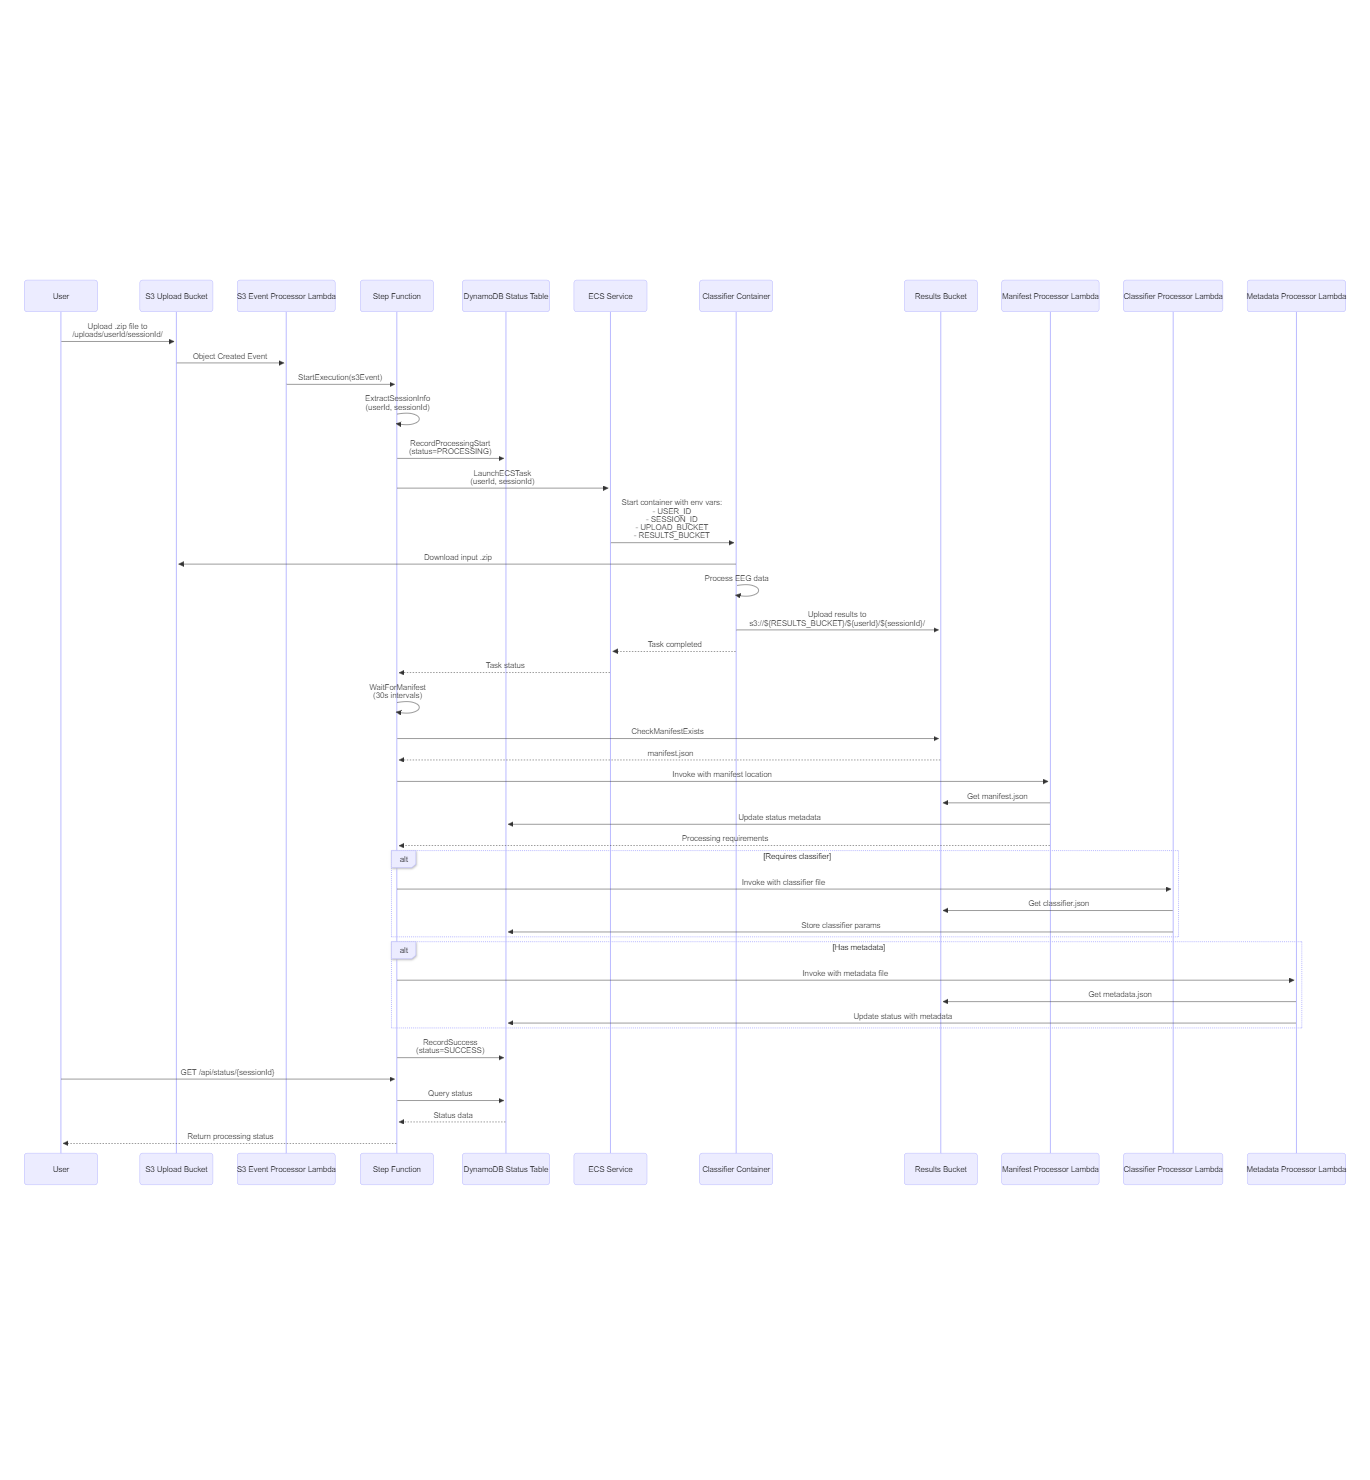 User
S3 Upload Bucket
S3 Event Processor Lambda
Step Function
DynamoDB Status Table
ECS Service
Classifier Container
Results Bucket
Manifest Processor Lambda
Classifier Processor Lambda
Metadata Processor Lambda
Upload .zip file to
/uploads/userId/sessionId/
Object Created Event
StartExecution(s3Event)
ExtractSessionInfo
(userId, sessionId)
RecordProcessingStart
(status=PROCESSING)
LaunchECSTask
(userId, sessionId)
Start container with env vars:
- USER_ID
- SESSION_ID
- UPLOAD_BUCKET
- RESULTS_BUCKET
Download input .zip
Process EEG data
Upload results to
s3://${RESULTS_BUCKET}/${userId}/${sessionId}/
Task completed
Task status
WaitForManifest
(30s intervals)
CheckManifestExists
manifest.json
Invoke with manifest location
Get manifest.json
Update status metadata
Processing requirements
alt
[Requires classifier]
Invoke with classifier file
Get classifier.json
Store classifier params
alt
[Has metadata]
Invoke with metadata file
Get metadata.json
Update status with metadata
RecordSuccess
(status=SUCCESS)
GET /api/status/{sessionId}
Query status
Status data
Return processing status
User
S3 Upload Bucket
S3 Event Processor Lambda
Step Function
DynamoDB Status Table
ECS Service
Classifier Container
Results Bucket
Manifest Processor Lambda
Classifier Processor Lambda
Metadata Processor Lambda